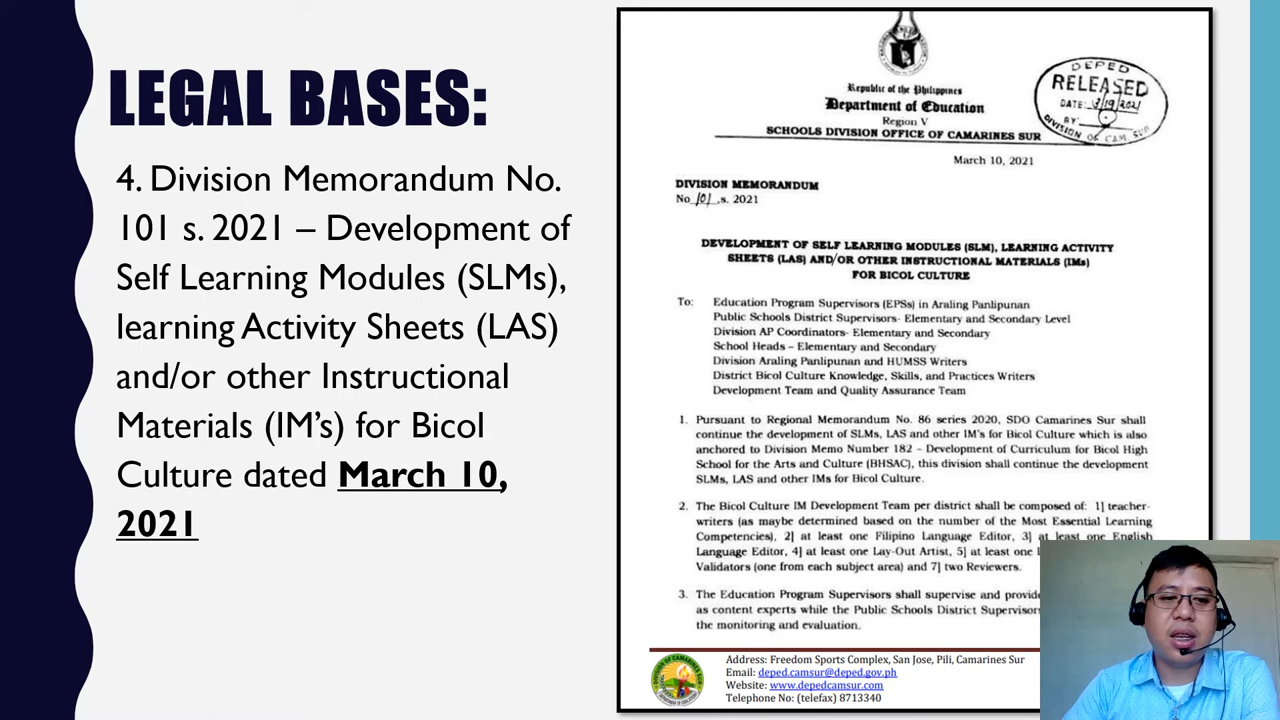 LEGAL BASES:
4. Division Memorandum No.
101 s. 2021 – Development of
Self Learning Modules (SLMs),
learning Activity Sheets (LAS)
and/or other Instructional
Materials (IM’s) for Bicol
Culture dated March 10,
2021
Republic of the Philippines
Department of Education
Region V
SCHOOLS DIVISION OFFICE OF CAMARINES SUR
DEPED
RELEASED
DATE: 3/19/2021
BY:
DIVISION OF CAM. SUR
March 10, 2021
DIVISION MEMORANDUM
No 101 ,s. 2021
DEVELOPMENT OF SELF LEARNING MODULES (SLM), LEARNING ACTIVITY
SHEETS (LAS) AND/OR OTHER INSTRUCTIONAL MATERIALS (IMs)
FOR BICOL CULTURE
To: Education Program Supervisors (EPSs) in Araling Panlipunan
Public Schools District Supervisors- Elementary and Secondary Level
Division AP Coordinators- Elementary and Secondary
School Heads – Elementary and Secondary
Division Araling Panlipunan and HUMSS Writers
District Bicol Culture Knowledge, Skills, and Practices Writers
Development Team and Quality Assurance Team
1. Pursuant to Regional Memorandum No. 86 series 2020, SDO Camarines Sur shall
continue the development of SLMs, LAS and other IM's for Bicol Culture which is also
anchored to Division Memo Number 182 – Development of Curriculum for Bicol High
School for the Arts and Culture (BHSAC), this division shall continue the development
SLMs, LAS and other IMs for Bicol Culture.
2. The Bicol Culture IM Development Team per district shall be composed of: 1] teacher-
writers (as maybe determined based on the number of the Most Essential Learning
Competencies), 2] at least one Filipino Language Editor, 3] at least one English
Language Editor, 4] at least one Lay-Out Artist, 5] at least one
Validators (one from each subject area) and 7] two Reviewers.
3. The Education Program Supervisors shall supervise and provide
as content experts while the Public Schools District Supervisors
the monitoring and evaluation.
Address: Freedom Sports Complex, San Jose, Pili, Camarines Sur
Email: deped.camsur@deped.gov.ph
Website: www.depedcamsur.com
Telephone No: (telefax) 8713340